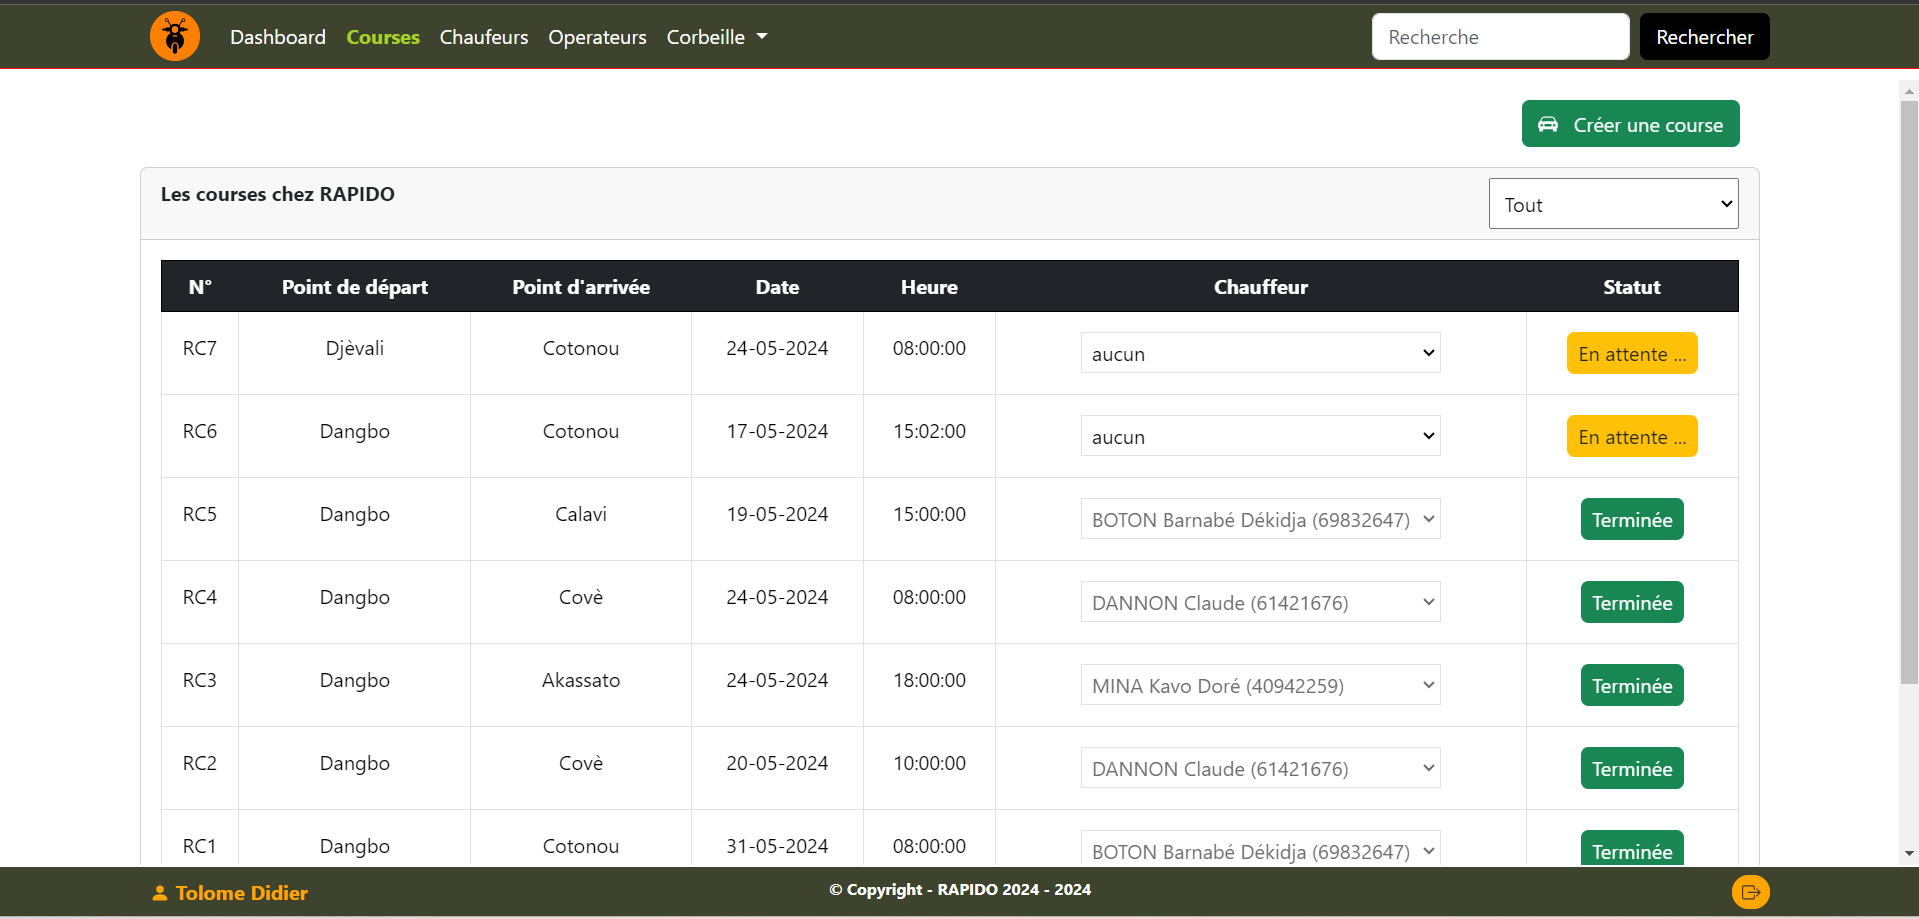 Dashboard Courses Chaufeurs Operateurs Corbeille Recherche Rechercher
Créer une course
Les courses chez RAPIDO Tout
N° Point de départ Point d'arrivée Date Heure Chauffeur Statut
RC7 Djèvali Cotonou 24-05-2024 08:00:00 aucun En attente ...
RC6 Dangbo Cotonou 17-05-2024 15:02:00 aucun En attente ...
RC5 Dangbo Calavi 19-05-2024 15:00:00 BOTON Barnabé Dékidja (69832647) Terminée
RC4 Dangbo Covè 24-05-2024 08:00:00 DANNON Claude (61421676) Terminée
RC3 Dangbo Akassato 24-05-2024 18:00:00 MINA Kavo Doré (40942259) Terminée
RC2 Dangbo Covè 20-05-2024 10:00:00 DANNON Claude (61421676) Terminée
RC1 Dangbo Cotonou 31-05-2024 08:00:00 BOTON Barnabé Dékidja (69832647) Terminée
Tolome Didier © Copyright - RAPIDO 2024 - 2024